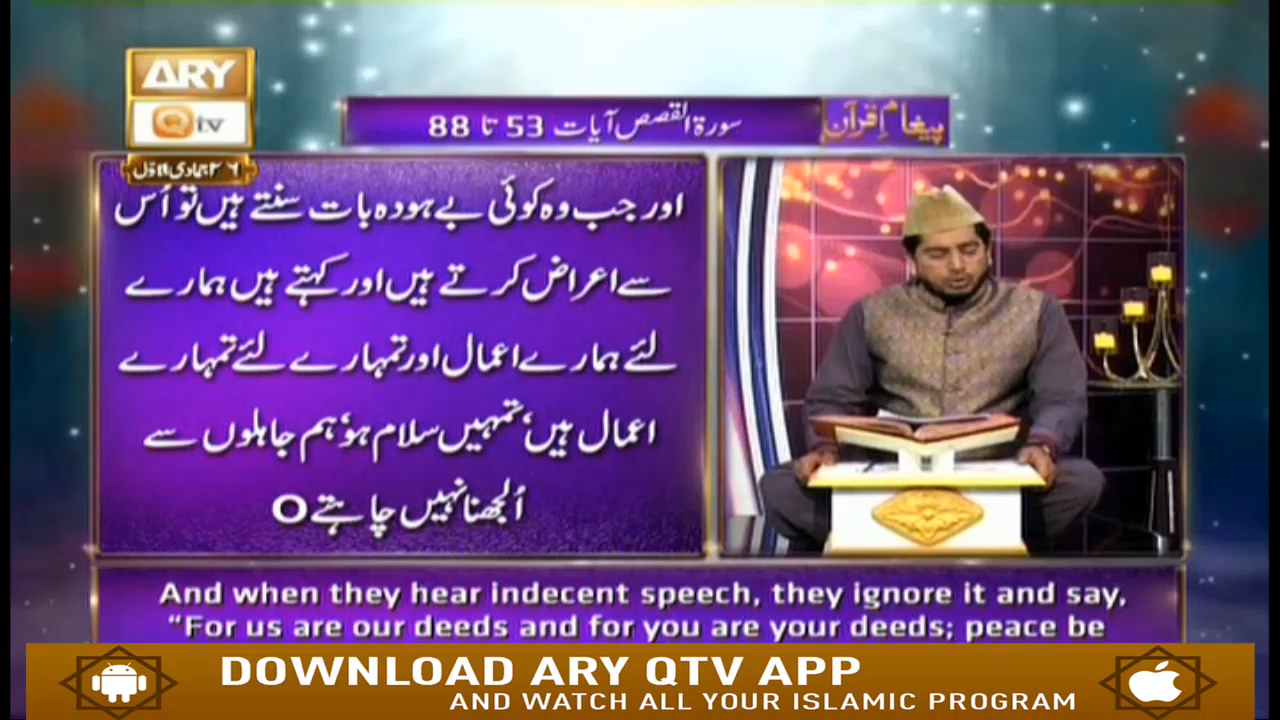 ARY
Qtv
۲۶ جمادی الاوّل
پیغامِ قرآن
سورۃ القصص آیات 53 تا 88
اور جب وہ کوئی بے ہودہ بات سنتے ہیں تو اُس
سے اعراض کرتے ہیں اور کہتے ہیں ہمارے
لئے ہمارے اعمال اور تمہارے لئے تمہارے
اعمال ہیں، تمہیں سلام ہو، ہم جاہلوں سے
اُلجھنا نہیں چاہتے O
And when they hear indecent speech, they ignore it and say,
“For us are our deeds and for you are your deeds; peace be
DOWNLOAD ARY QTV APP
AND WATCH ALL YOUR ISLAMIC PROGRAM